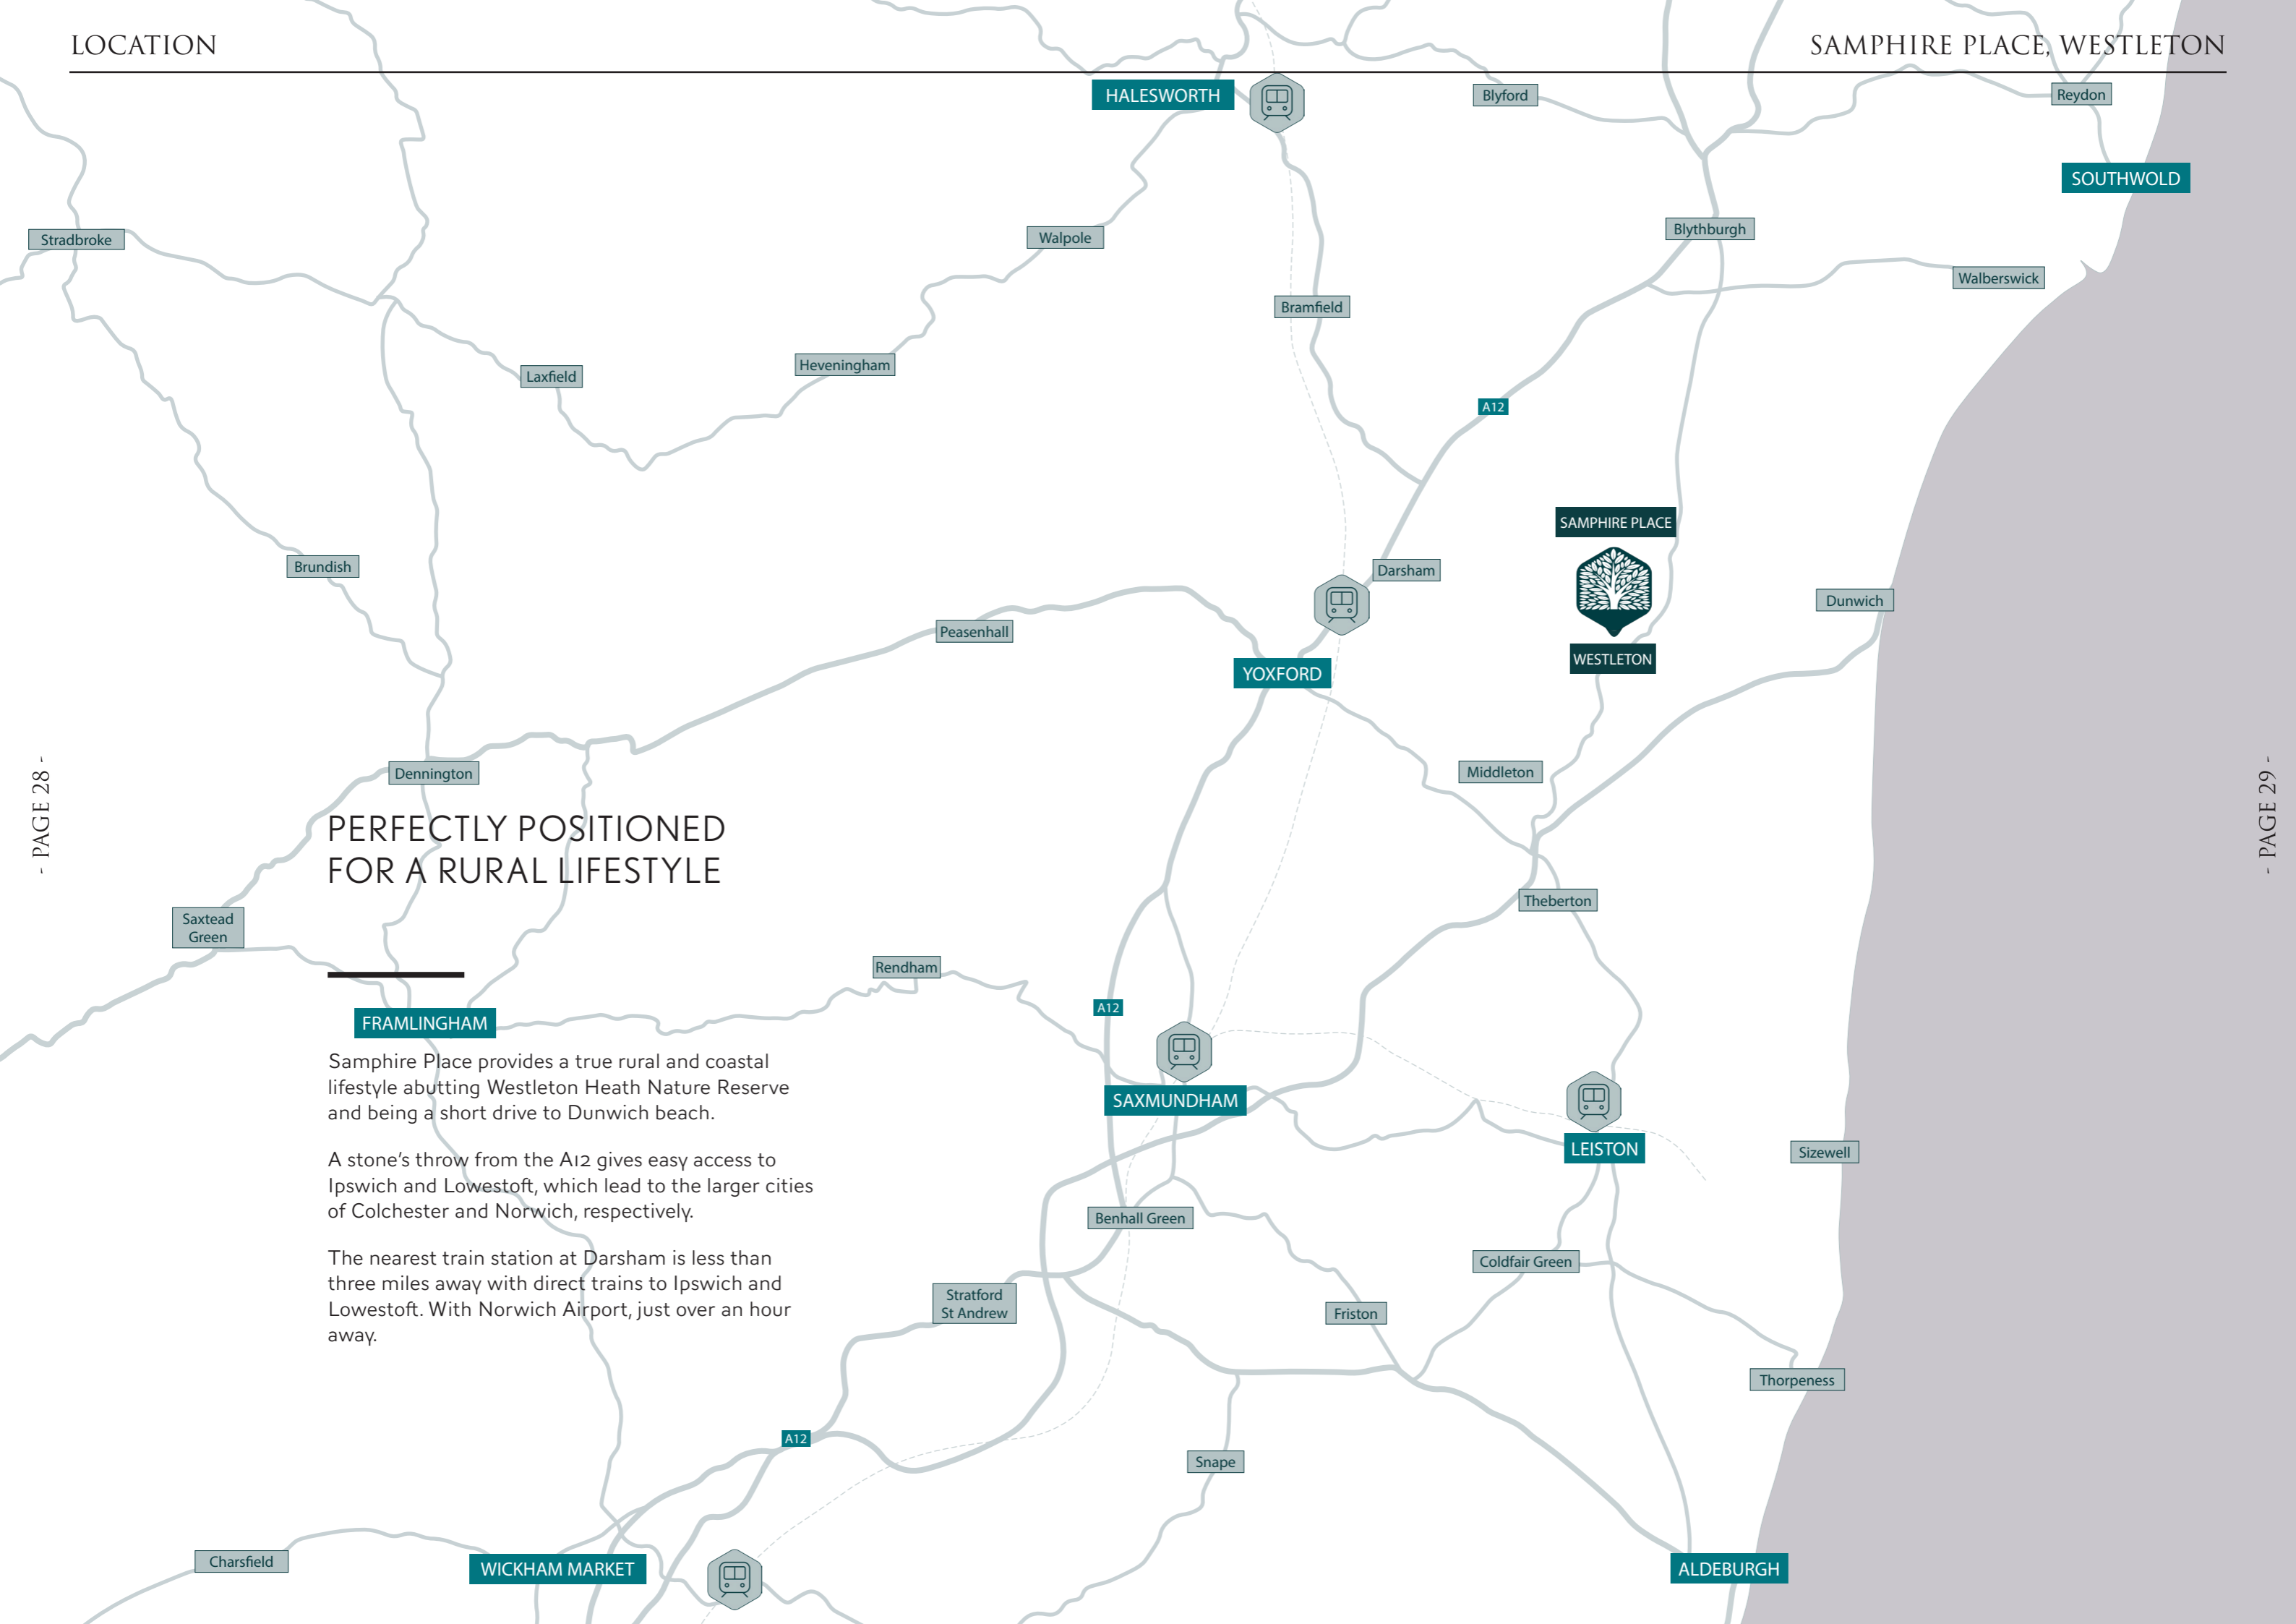 LOCATION
SAMPHIRE PLACE, WESTLETON
HALESWORTH
Blyford
Reydon
SOUTHWOLD
Stradbroke
Walpole
Blythburgh
Walberswick
Bramfield
Laxfield
Heveningham
A12
SAMPHIRE PLACE
WESTLETON
Brundish
Darsham
Dunwich
Peasenhall
YOXFORD
Dennington
Middleton
- PAGE 28 -
- PAGE 29 -
PERFECTLY POSITIONED
FOR A RURAL LIFESTYLE
Saxtead
Green
Theberton
Rendham
A12
FRAMLINGHAM
SAXMUNDHAM
LEISTON
Sizewell
Samphire Place provides a true rural and coastal
lifestyle abutting Westleton Heath Nature Reserve
and being a short drive to Dunwich beach.
A stone's throw from the A12 gives easy access to
Ipswich and Lowestoft, which lead to the larger cities
of Colchester and Norwich, respectively.
The nearest train station at Darsham is less than
three miles away with direct trains to Ipswich and
Lowestoft. With Norwich Airport, just over an hour
away.
Benhall Green
Coldfair Green
Stratford
St Andrew
Friston
Thorpeness
A12
Snape
Charsfield
WICKHAM MARKET
ALDEBURGH